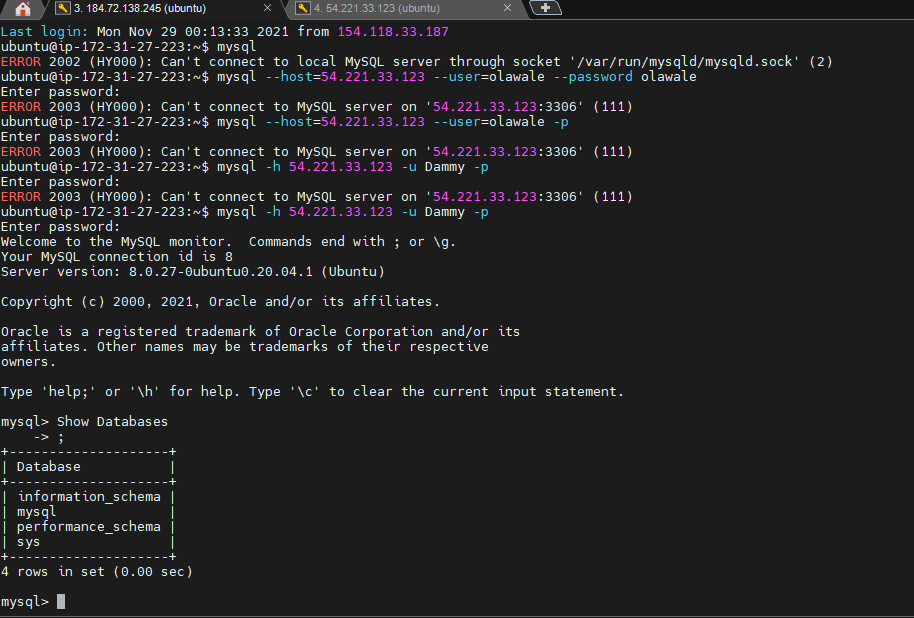 3. 184.72.138.245 (ubuntu)
4. 54.221.33.123 (ubuntu)
Last login: Mon Nov 29 00:13:33 2021 from 154.118.33.187
ubuntu@ip-172-31-27-223:~$ mysql
ERROR 2002 (HY000): Can't connect to local MySQL server through socket '/var/run/mysqld/mysqld.sock' (2)
ubuntu@ip-172-31-27-223:~$ mysql --host=54.221.33.123 --user=olawale --password olawale
Enter password:
ERROR 2003 (HY000): Can't connect to MySQL server on '54.221.33.123:3306' (111)
ubuntu@ip-172-31-27-223:~$ mysql --host=54.221.33.123 --user=olawale -p
Enter password:
ERROR 2003 (HY000): Can't connect to MySQL server on '54.221.33.123:3306' (111)
ubuntu@ip-172-31-27-223:~$ mysql -h 54.221.33.123 -u Dammy -p
Enter password:
ERROR 2003 (HY000): Can't connect to MySQL server on '54.221.33.123:3306' (111)
ubuntu@ip-172-31-27-223:~$ mysql -h 54.221.33.123 -u Dammy -p
Enter password:
Welcome to the MySQL monitor.  Commands end with ; or \g.
Your MySQL connection id is 8
Server version: 8.0.27-0ubuntu0.20.04.1 (Ubuntu)
Copyright (c) 2000, 2021, Oracle and/or its affiliates.
Oracle is a registered trademark of Oracle Corporation and/or its
affiliates. Other names may be trademarks of their respective
owners.
Type 'help;' or '\h' for help. Type '\c' to clear the current input statement.
mysql> Show Databases
    -> ;
+--------------------+
| Database           |
+--------------------+
| information_schema |
| mysql              |
| performance_schema |
| sys                |
+--------------------+
4 rows in set (0.00 sec)
mysql>